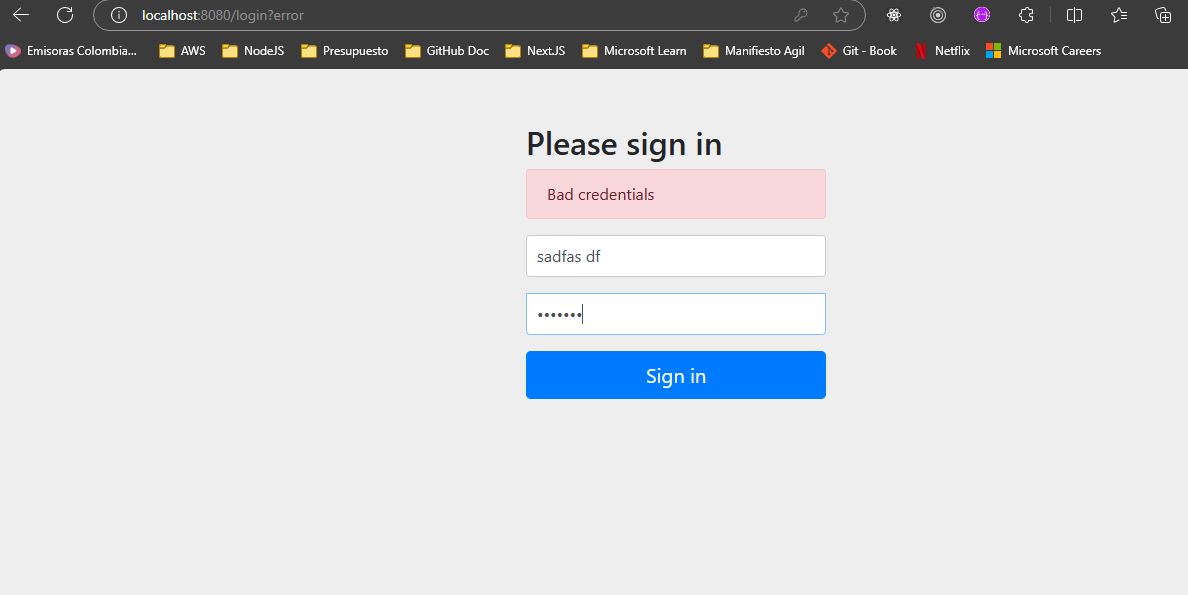 localhost:8080/login?error
Emisoras Colombia... AWS NodeJS Presupuesto GitHub Doc NextJS Microsoft Learn Manifiesto Agil Git - Book Netflix Microsoft Careers
Please sign in
Bad credentials
sadfas df
•••••••
Sign in